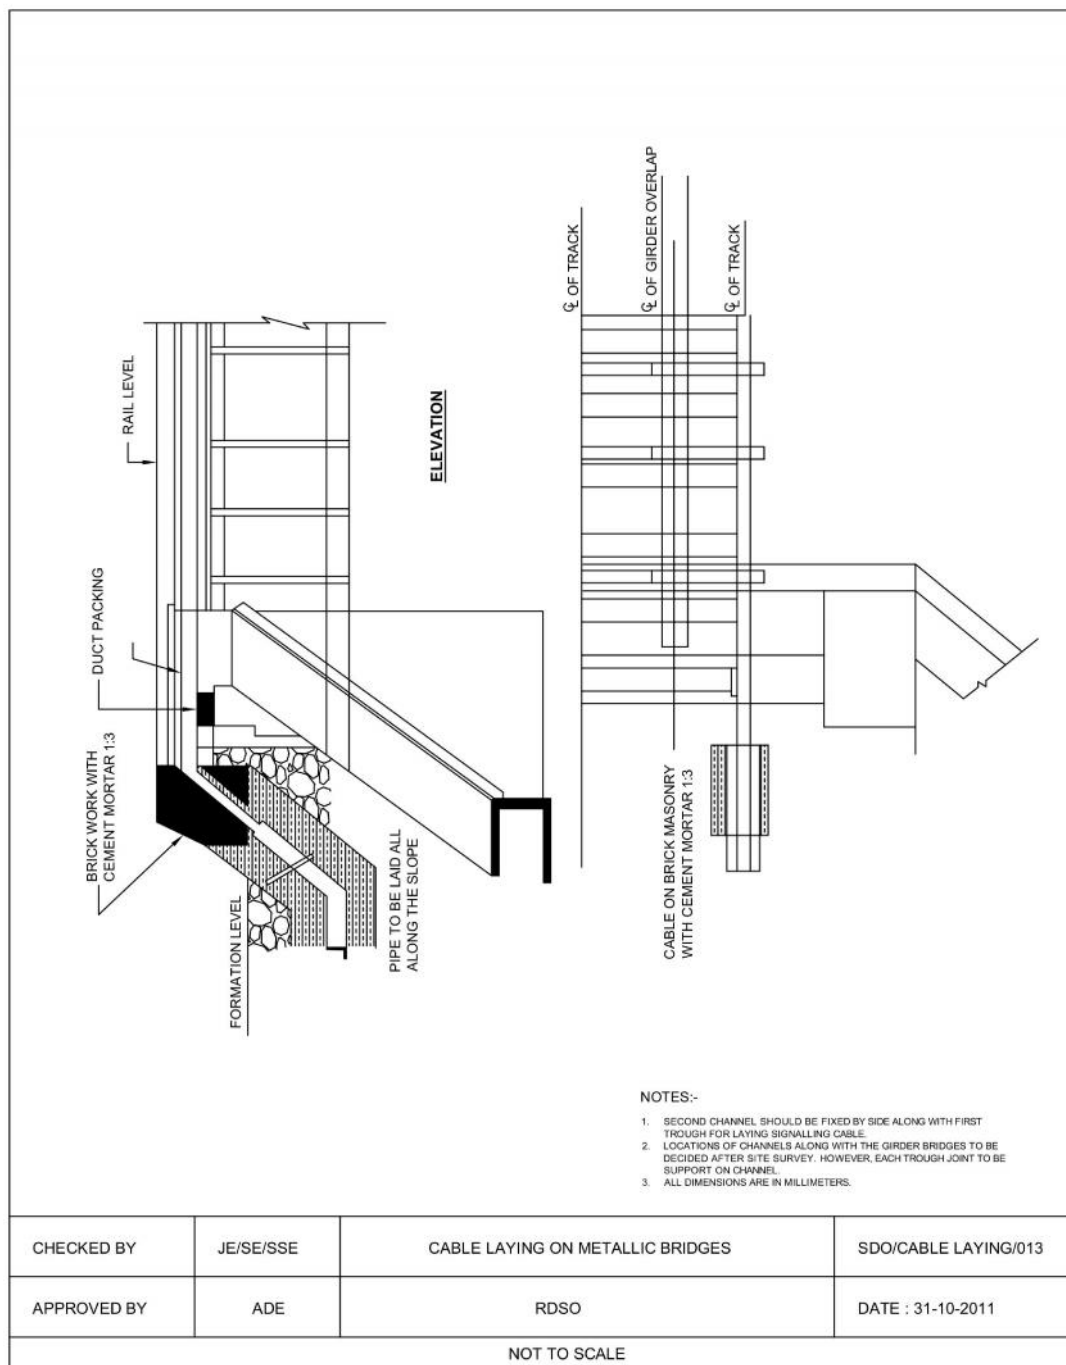 RAIL LEVEL
DUCT PACKING
BRICK WORK WITH
CEMENT MORTAR 1:3
FORMATION LEVEL
PIPE TO BE LAID ALL
ALONG THE SLOPE
ELEVATION
℄ OF TRACK
℄ OF GIRDER OVERLAP
℄ OF TRACK
CABLE ON BRICK MASONRY
WITH CEMENT MORTAR 1:3
NOTES:-
1. SECOND CHANNEL SHOULD BE FIXED BY SIDE ALONG WITH FIRST
TROUGH FOR LAYING SIGNALLING CABLE.
2. LOCATIONS OF CHANNELS ALONG WITH THE GIRDER BRIDGES TO BE
DECIDED AFTER SITE SURVEY. HOWEVER, EACH TROUGH JOINT TO BE
SUPPORT ON CHANNEL.
3. ALL DIMENSIONS ARE IN MILLIMETERS.
CHECKED BY JE/SE/SSE CABLE LAYING ON METALLIC BRIDGES SDO/CABLE LAYING/013
APPROVED BY ADE RDSO DATE : 31-10-2011
NOT TO SCALE